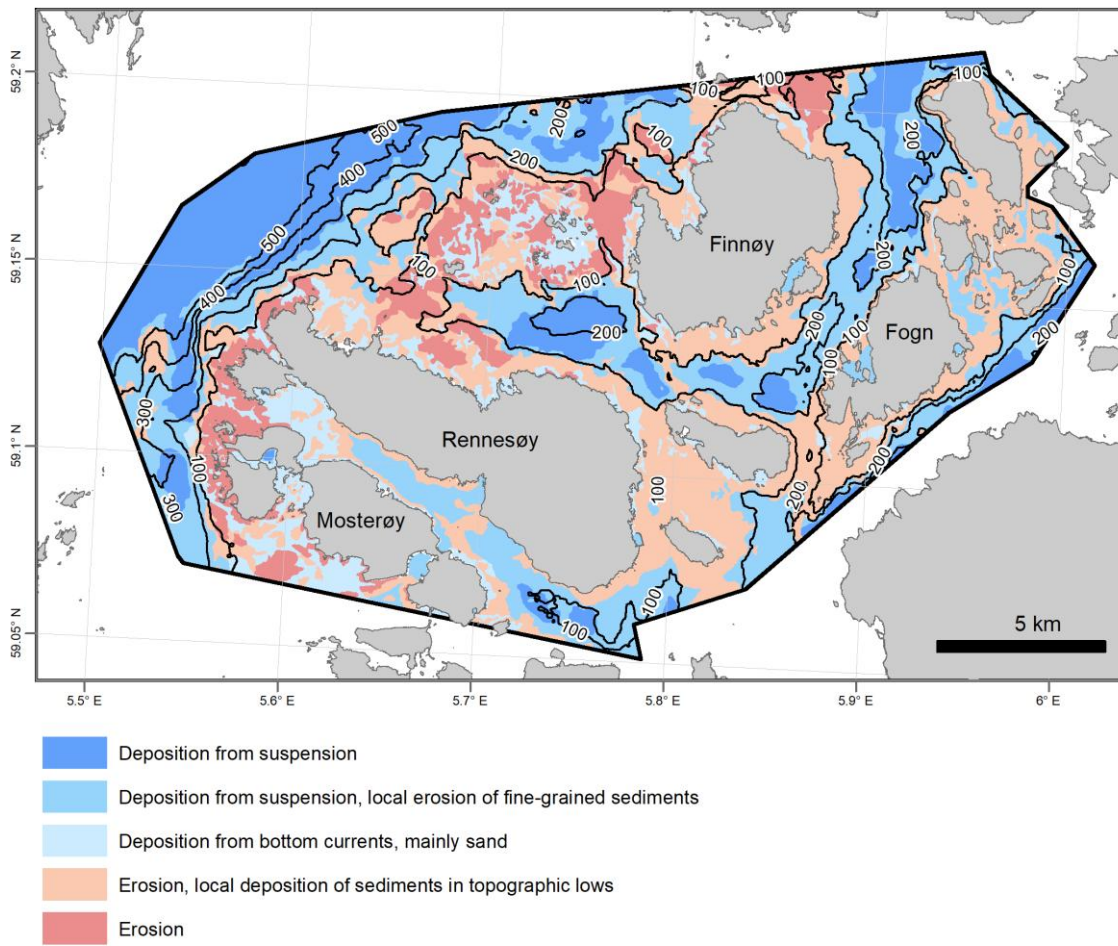 100
100
59.2° N
500
200
100
100
400
200
200
59.15° N
500
Finnøy
100
200
100
400
100
200
Fogn
200
200
100
300
100
59.1° N
Rennesøy
200
100
100
200
300
Mosterøy
100
100
59.05° N
5 km
5.5° E
5.6° E
5.7° E
5.8° E
5.9° E
6° E
Deposition from suspension
Deposition from suspension, local erosion of fine-grained sediments
Deposition from bottom currents, mainly sand
Erosion, local deposition of sediments in topographic lows
Erosion